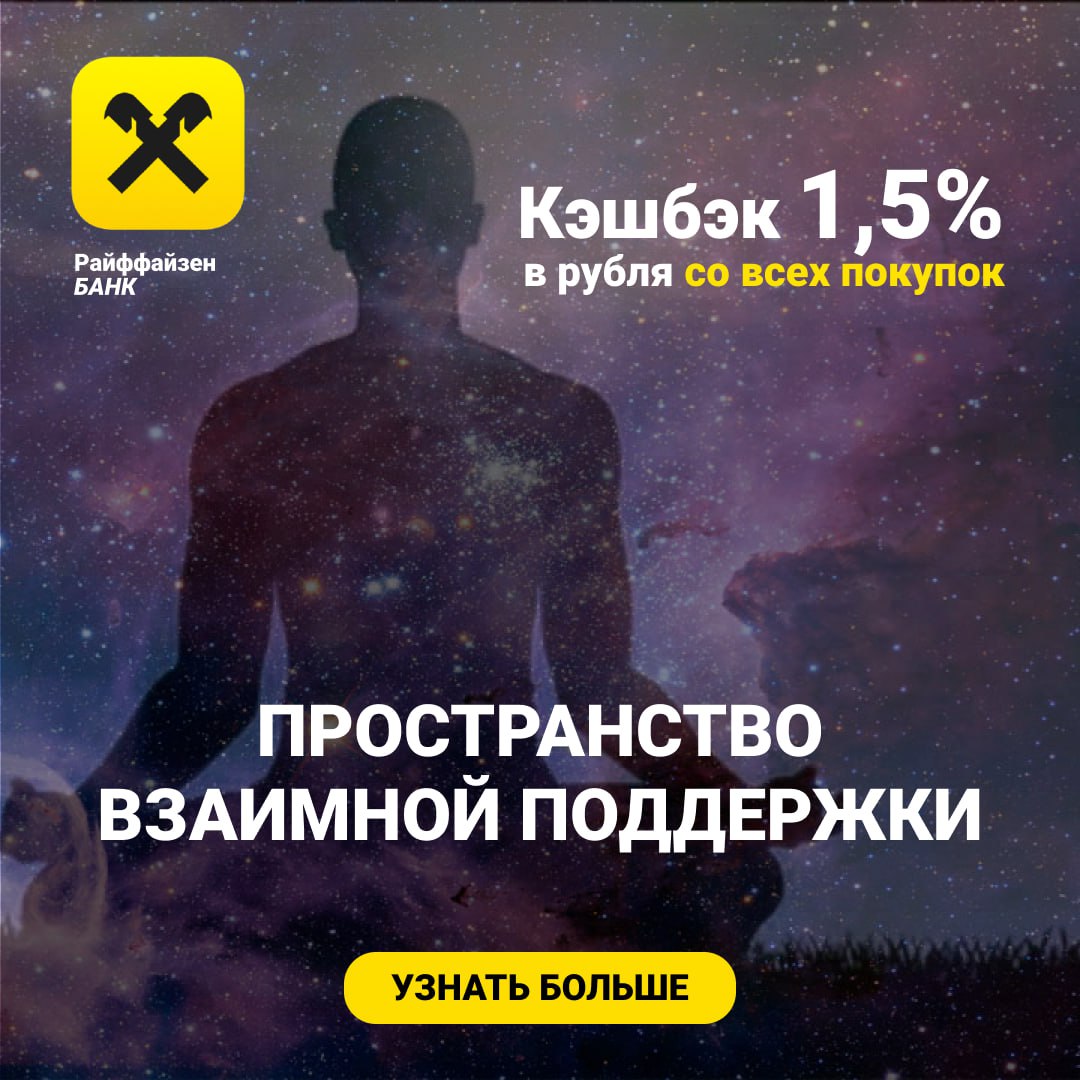 Райффайзен
БАНК
Кэшбэк 1,5%
в рубля со всех покупок
ПРОСТРАНСТВО
ВЗАИМНОЙ ПОДДЕРЖКИ
УЗНАТЬ БОЛЬШЕ